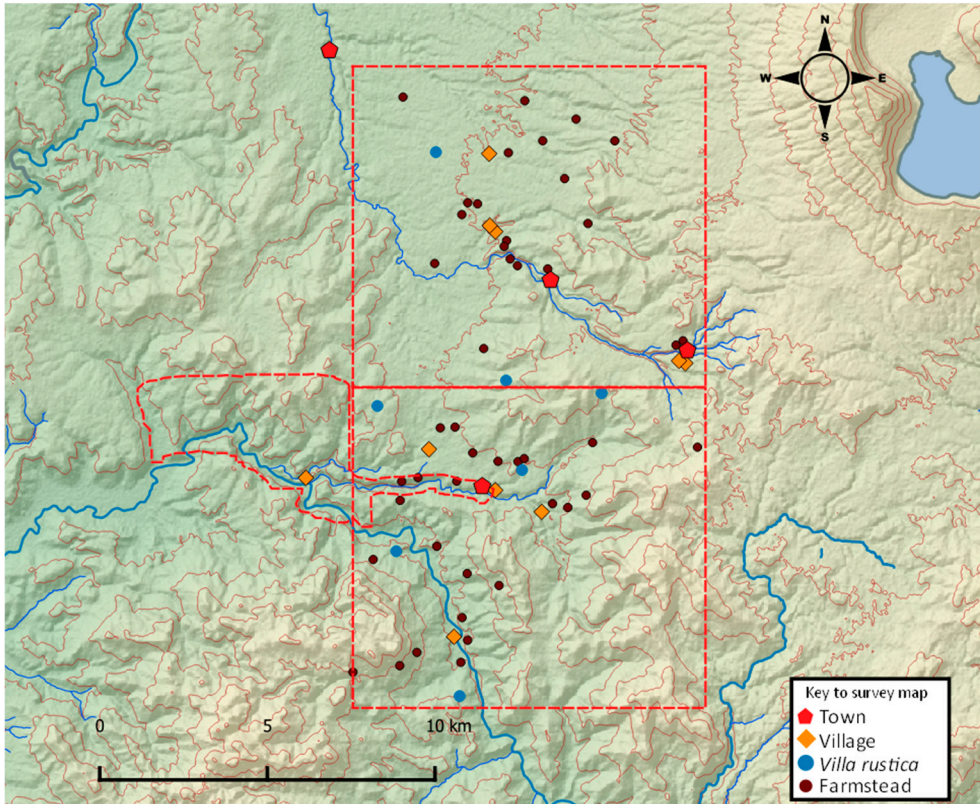 N
W E
S
0 5 10 km
Key to survey map
Town
Village
Villa rustica
Farmstead